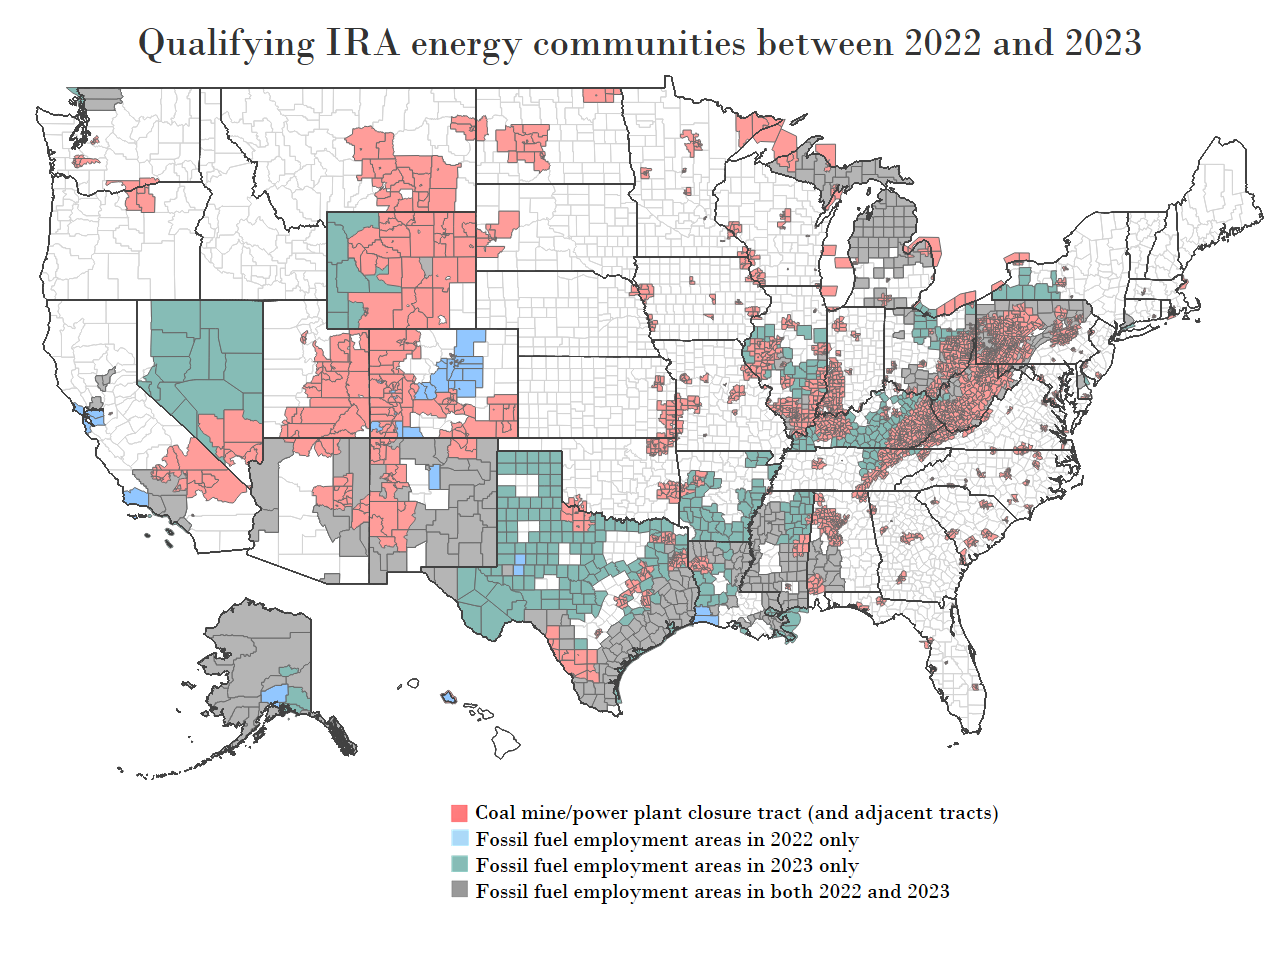 Qualifying IRA energy communities between 2022 and 2023
Coal mine/power plant closure tract (and adjacent tracts)
Fossil fuel employment areas in 2022 only
Fossil fuel employment areas in 2023 only
Fossil fuel employment areas in both 2022 and 2023